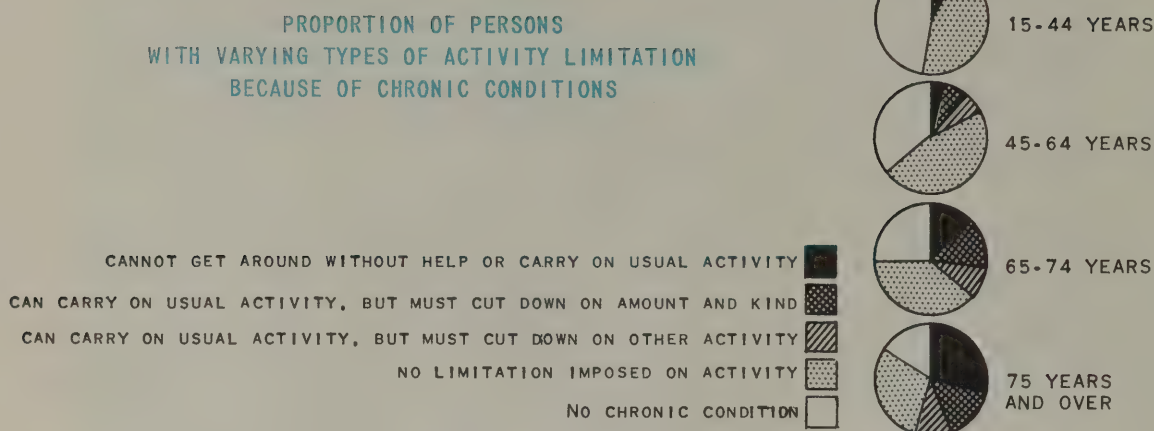 PROPORTION OF PERSONS
WITH VARYING TYPES OF ACTIVITY LIMITATION
BECAUSE OF CHRONIC CONDITIONS
15-44 YEARS
45-64 YEARS
65-74 YEARS
75 YEARS
AND OVER
CANNOT GET AROUND WITHOUT HELP OR CARRY ON USUAL ACTIVITY
CAN CARRY ON USUAL ACTIVITY, BUT MUST CUT DOWN ON AMOUNT AND KIND
CAN CARRY ON USUAL ACTIVITY, BUT MUST CUT DOWN ON OTHER ACTIVITY
NO LIMITATION IMPOSED ON ACTIVITY
NO CHRONIC CONDITION